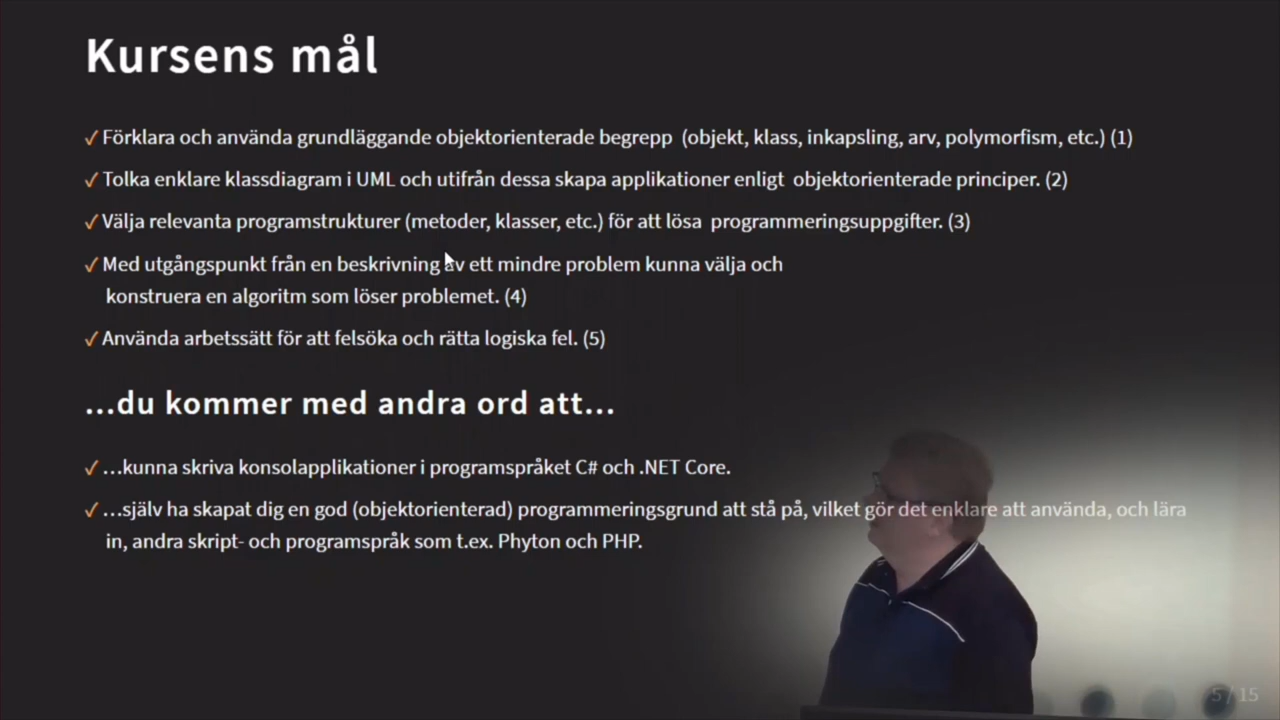 Kursens mål
✓Förklara och använda grundläggande objektorienterade begrepp (objekt, klass, inkapsling, arv, polymorfism, etc.) (1)
✓Tolka enklare klassdiagram i UML och utifrån dessa skapa applikationer enligt objektorienterade principer. (2)
✓Välja relevanta programstrukturer (metoder, klasser, etc.) för att lösa programmeringsuppgifter. (3)
✓Med utgångspunkt från en beskrivning av ett mindre problem kunna välja och
konstruera en algoritm som löser problemet. (4)
✓Använda arbetssätt för att felsöka och rätta logiska fel. (5)
...du kommer med andra ord att...
✓...kunna skriva konsolapplikationer i programspråket C# och .NET Core.
✓...själv ha skapat dig en god (objektorienterad) programmeringsgrund att stå på, vilket gör det enklare att använda, och lära
in, andra skript- och programspråk som t.ex. Phyton och PHP.
5 / 15